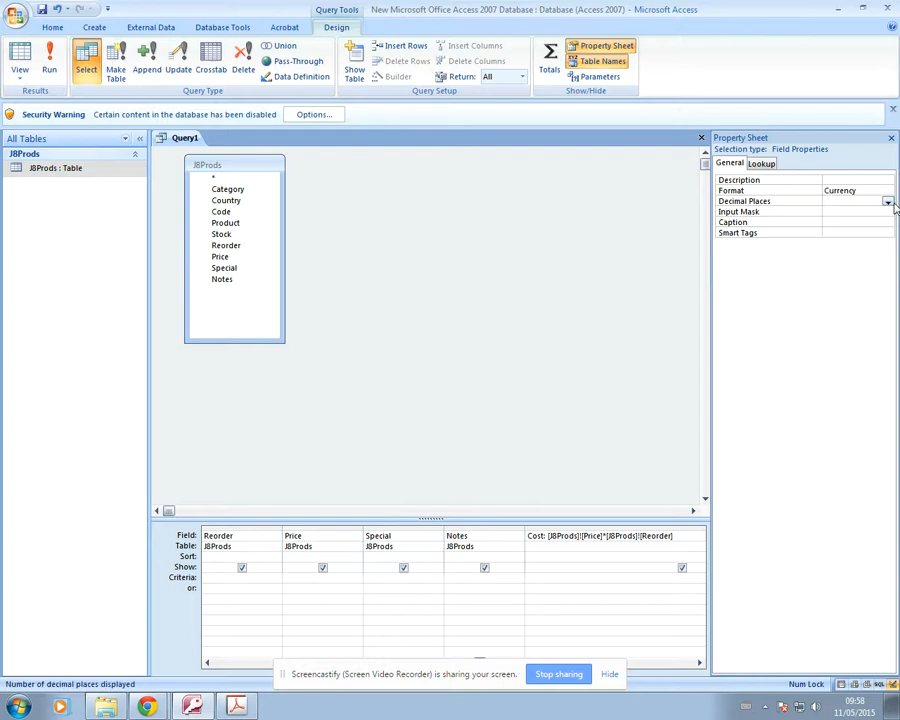 Query Tools
New Microsoft Office Access 2007 Database : Database (Access 2007) - Microsoft Access
Home
Create
External Data
Database Tools
Acrobat
Design
View
Run
Select
Make Table
Append
Update
Crosstab
Delete
Union
Pass-Through
Data Definition
Show Table
Insert Rows
Delete Rows
Builder
Insert Columns
Delete Columns
Return: All
Totals
Property Sheet
Table Names
Parameters
Results
Query Type
Query Setup
Show/Hide
Security Warning Certain content in the database has been disabled Options...
All Tables
J8Prods
J8Prods : Table
Query1
J8Prods
*
Category
Country
Code
Product
Stock
Reorder
Price
Special
Notes
Property Sheet
Selection type: Field Properties
General Lookup
Description
Format Currency
Decimal Places
Input Mask
Caption
Smart Tags
Field: Reorder Price Special Notes Cost: [J8Prods]![Price]*[J8Prods]![Reorder]
Table: J8Prods J8Prods J8Prods J8Prods
Sort:
Show:
Criteria:
or:
Screencastify (Screen Video Recorder) is sharing your screen. Stop sharing Hide
Number of decimal places displayed
Num Lock
SQL
09:58
11/05/2015